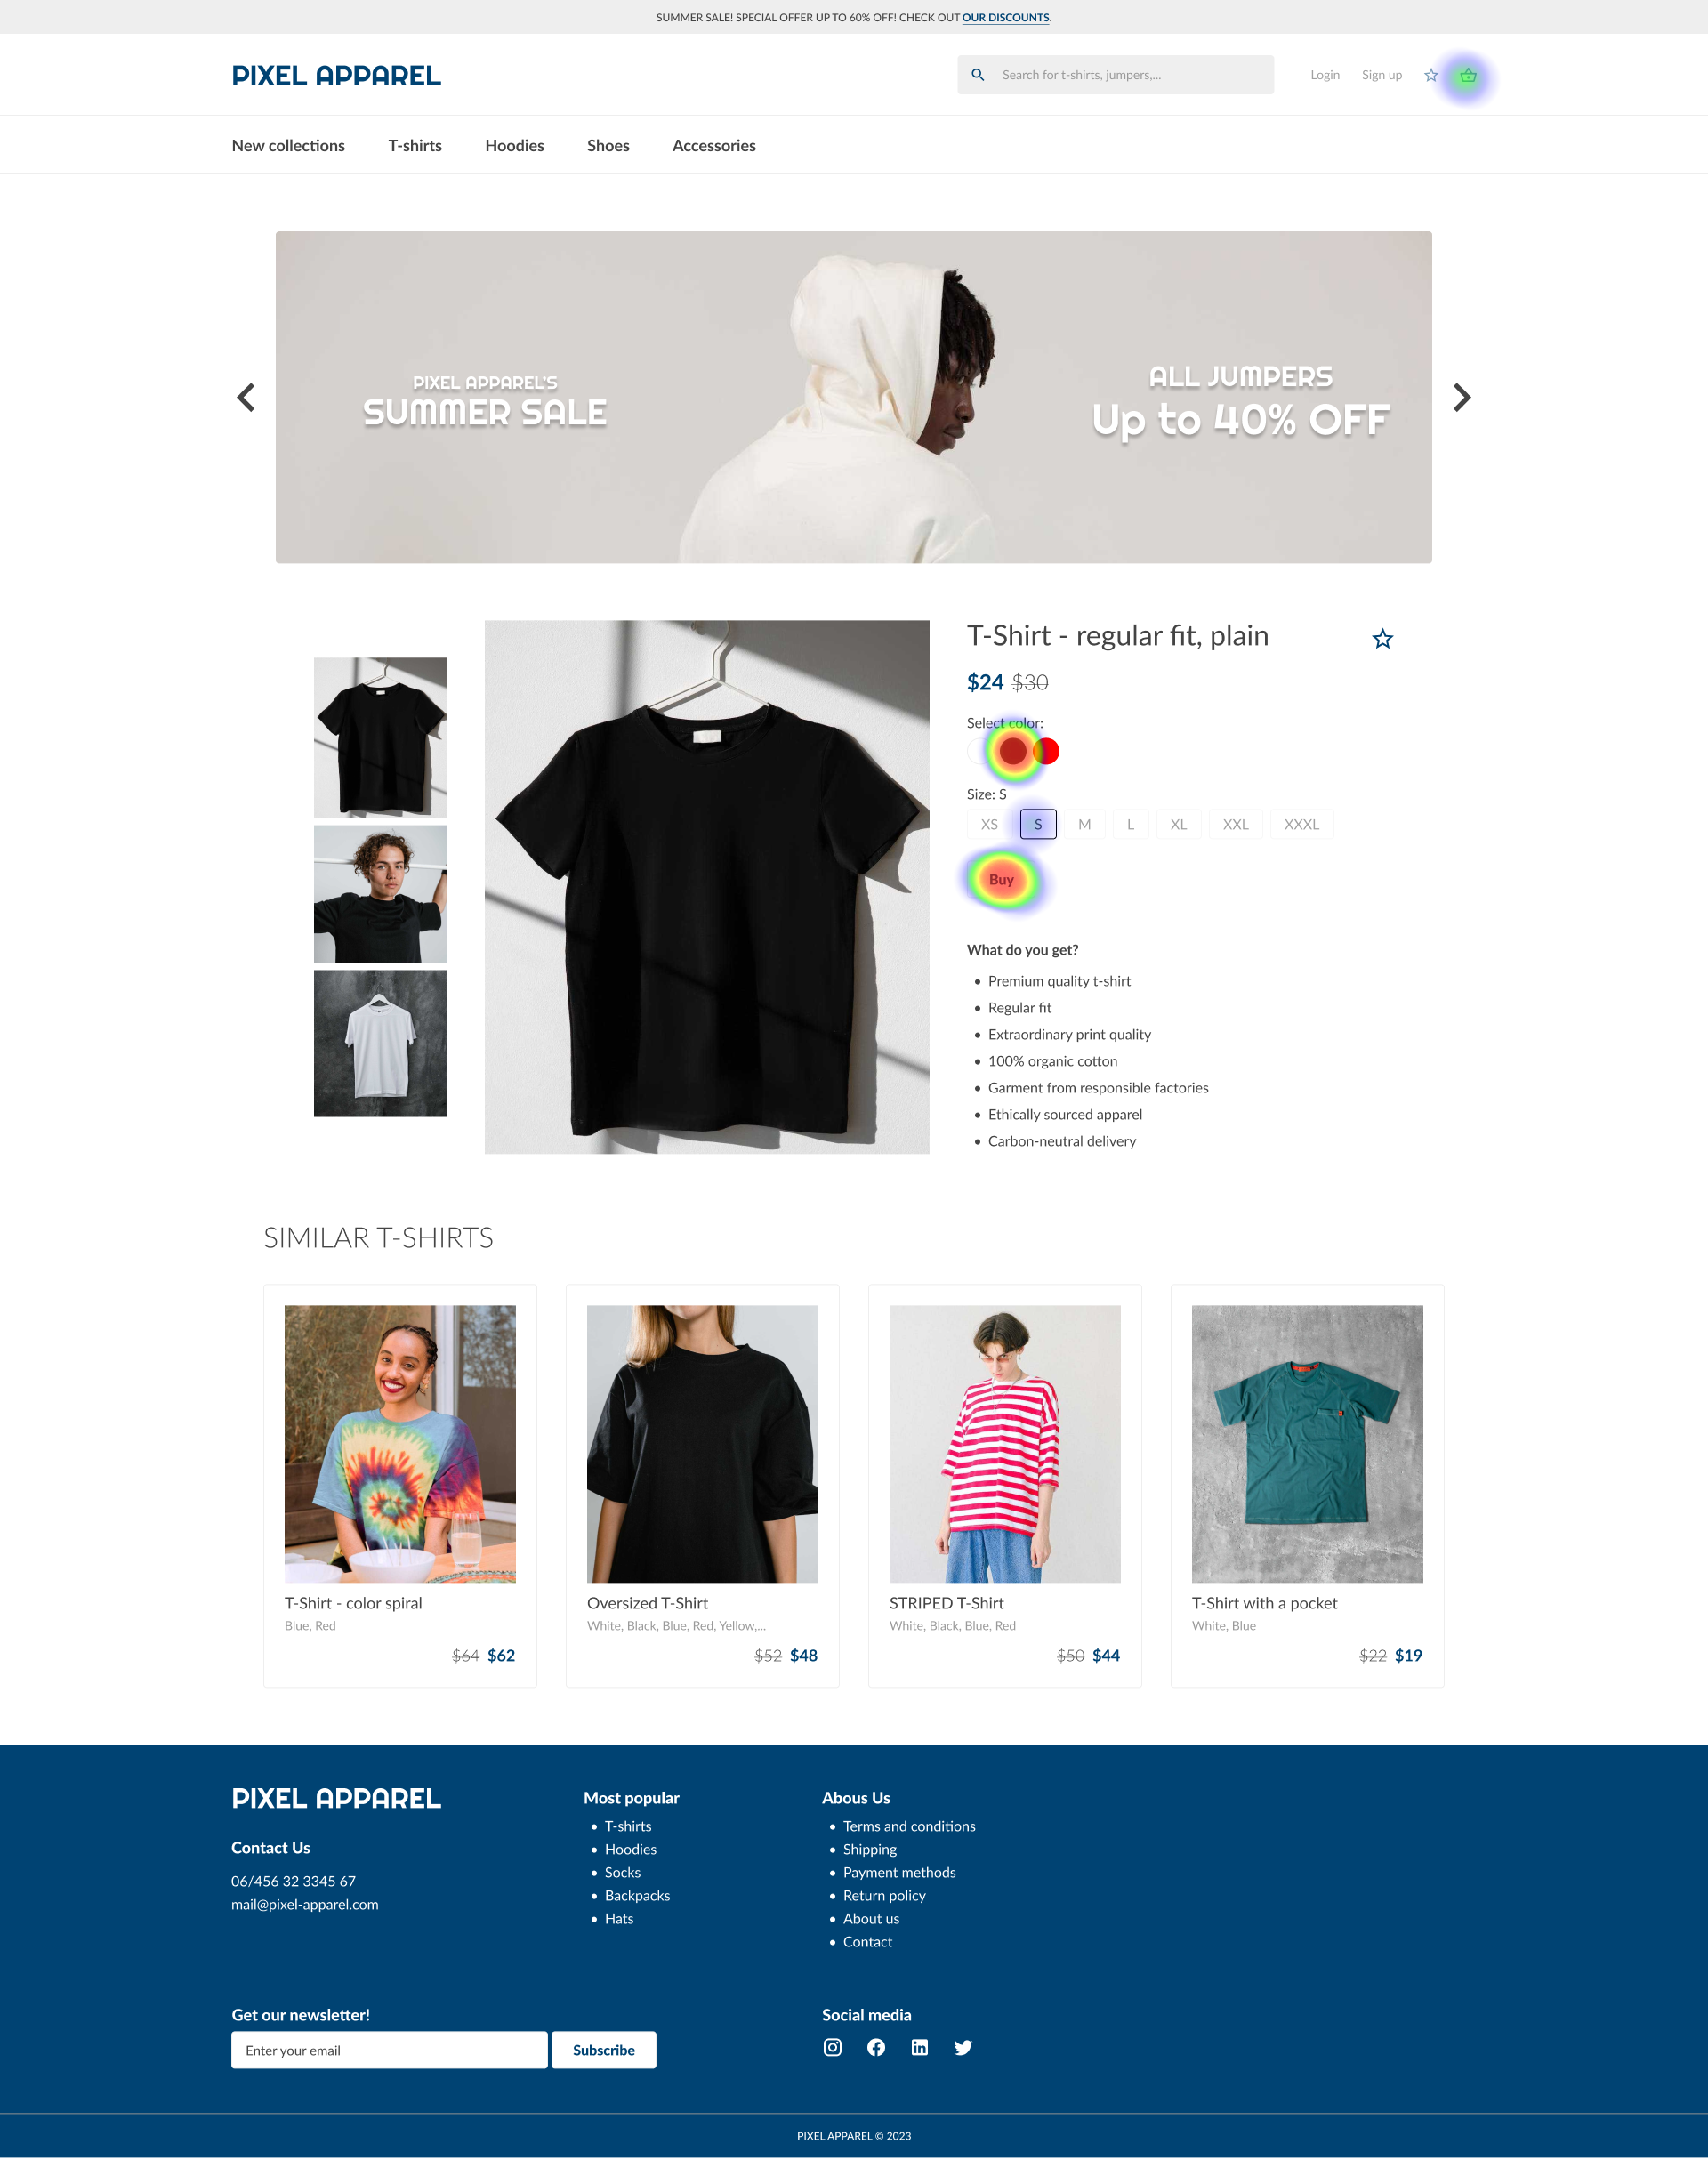 SUMMER SALE! SPECIAL OFFER UP TO 60% OFF! CHECK OUT OUR DISCOUNTS.
PIXEL APPAREL
Search for t-shirts, jumpers,...
Login
Sign up
New collections
T-shirts
Hoodies
Shoes
Accessories
PIXEL APPAREL'S
SUMMER SALE
ALL JUMPERS
Up to 40% OFF
T-Shirt - regular fit, plain
$24 $30
Select color:
Size: S
XS S M L XL XXL XXXL
Buy
What do you get?
• Premium quality t-shirt
• Regular fit
• Extraordinary print quality
• 100% organic cotton
• Garment from responsible factories
• Ethically sourced apparel
• Carbon-neutral delivery
SIMILAR T-SHIRTS
T-Shirt - color spiral
Blue, Red
$64 $62
Oversized T-Shirt
White, Black, Blue, Red, Yellow,...
$52 $48
STRIPED T-Shirt
White, Black, Blue, Red
$50 $44
T-Shirt with a pocket
White, Blue
$22 $19
PIXEL APPAREL
Contact Us
06/456 32 3345 67
mail@pixel-apparel.com
Most popular
• T-shirts
• Hoodies
• Socks
• Backpacks
• Hats
Abous Us
• Terms and conditions
• Shipping
• Payment methods
• Return policy
• About us
• Contact
Get our newsletter!
Enter your email
Subscribe
Social media
PIXEL APPAREL © 2023